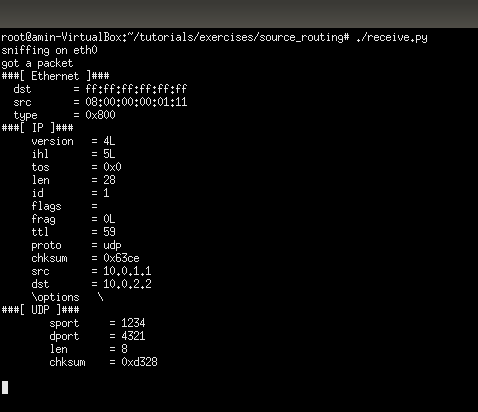 root@amin-VirtualBox:~/tutorials/exercises/source_routing# ./receive.py
sniffing on eth0
got a packet
###[ Ethernet ]###
  dst       = ff:ff:ff:ff:ff:ff
  src       = 08:00:00:00:01:11
  type      = 0x800
###[ IP ]###
     version   = 4L
     ihl       = 5L
     tos       = 0x0
     len       = 28
     id        = 1
     flags     =
     frag      = 0L
     ttl       = 59
     proto     = udp
     chksum    = 0x63ce
     src       = 10.0.1.1
     dst       = 10.0.2.2
     \options   \
###[ UDP ]###
        sport     = 1234
        dport     = 4321
        len       = 8
        chksum    = 0xd328